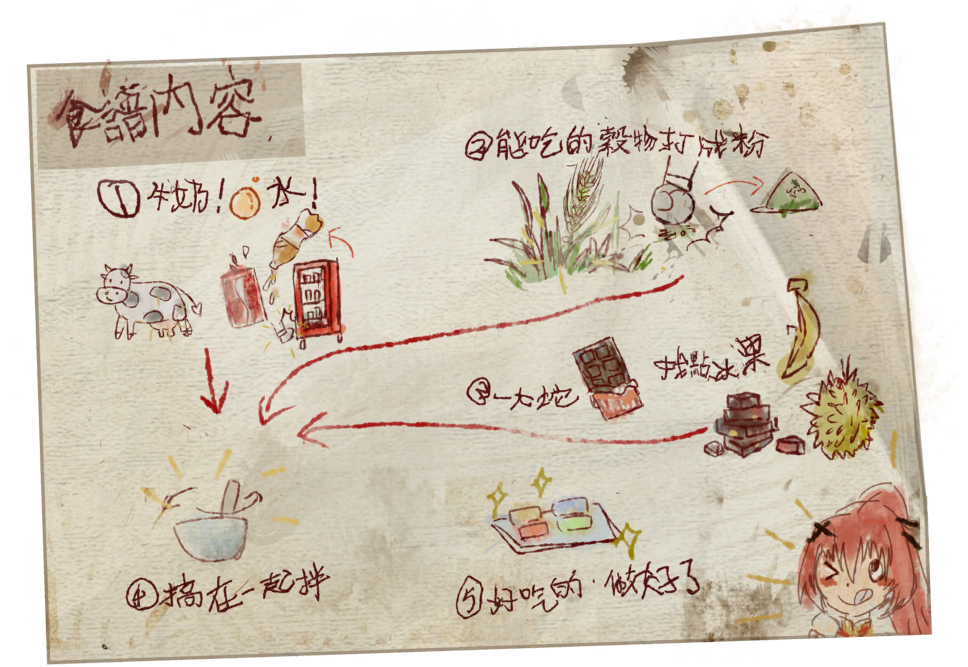 食譜內容
①牛奶!水!
②能吃的穀物打成粉
③一大坨
找點水果
④搞在一起拌
⑤好吃的.做好了